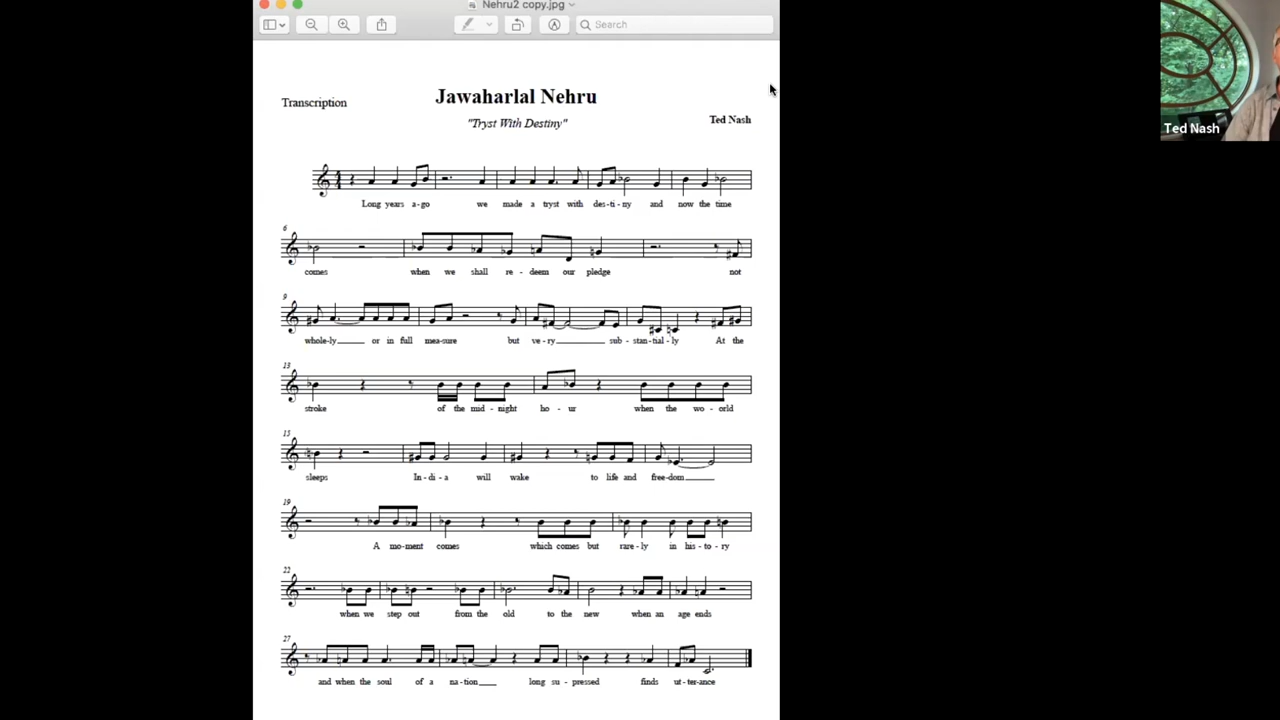 Nehru2 copy.jpg
Search
Jawaharlal Nehru
Transcription
"Tryst With Destiny"
Ted Nash
Ted Nash
4 4
Long years a-go we made a tryst with des-ti-ny and now the time
6
comes when we shall re-deem our pledge not
9
whole-ly or in full mea-sure but ve-ry sub-stan-tial-ly At the
13
stroke of the mid-night ho-ur when the wo-orld
15
sleeps In-di-a will wake to life and free-dom
19
A mo-ment comes which comes but rare-ly in his-to-ry
22
when we step out from the old to the new when an age ends
27
and when the soul of a na-tion long su-pressed finds ut-ter-ance